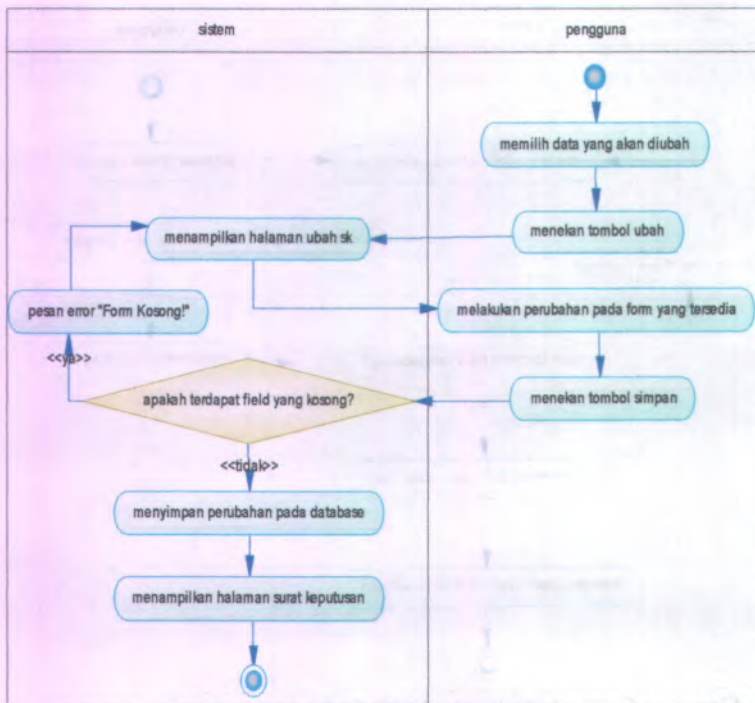 sistem
pengguna
memilih data yang akan diubah
menekan tombol ubah
menampilkan halaman ubah sk
melakukan perubahan pada form yang tersedia
pesan error "Form Kosong!"
<<ya>>
menekan tombol simpan
apakah terdapat field yang kosong?
<<tidak>>
menyimpan perubahan pada database
menampilkan halaman surat keputusan